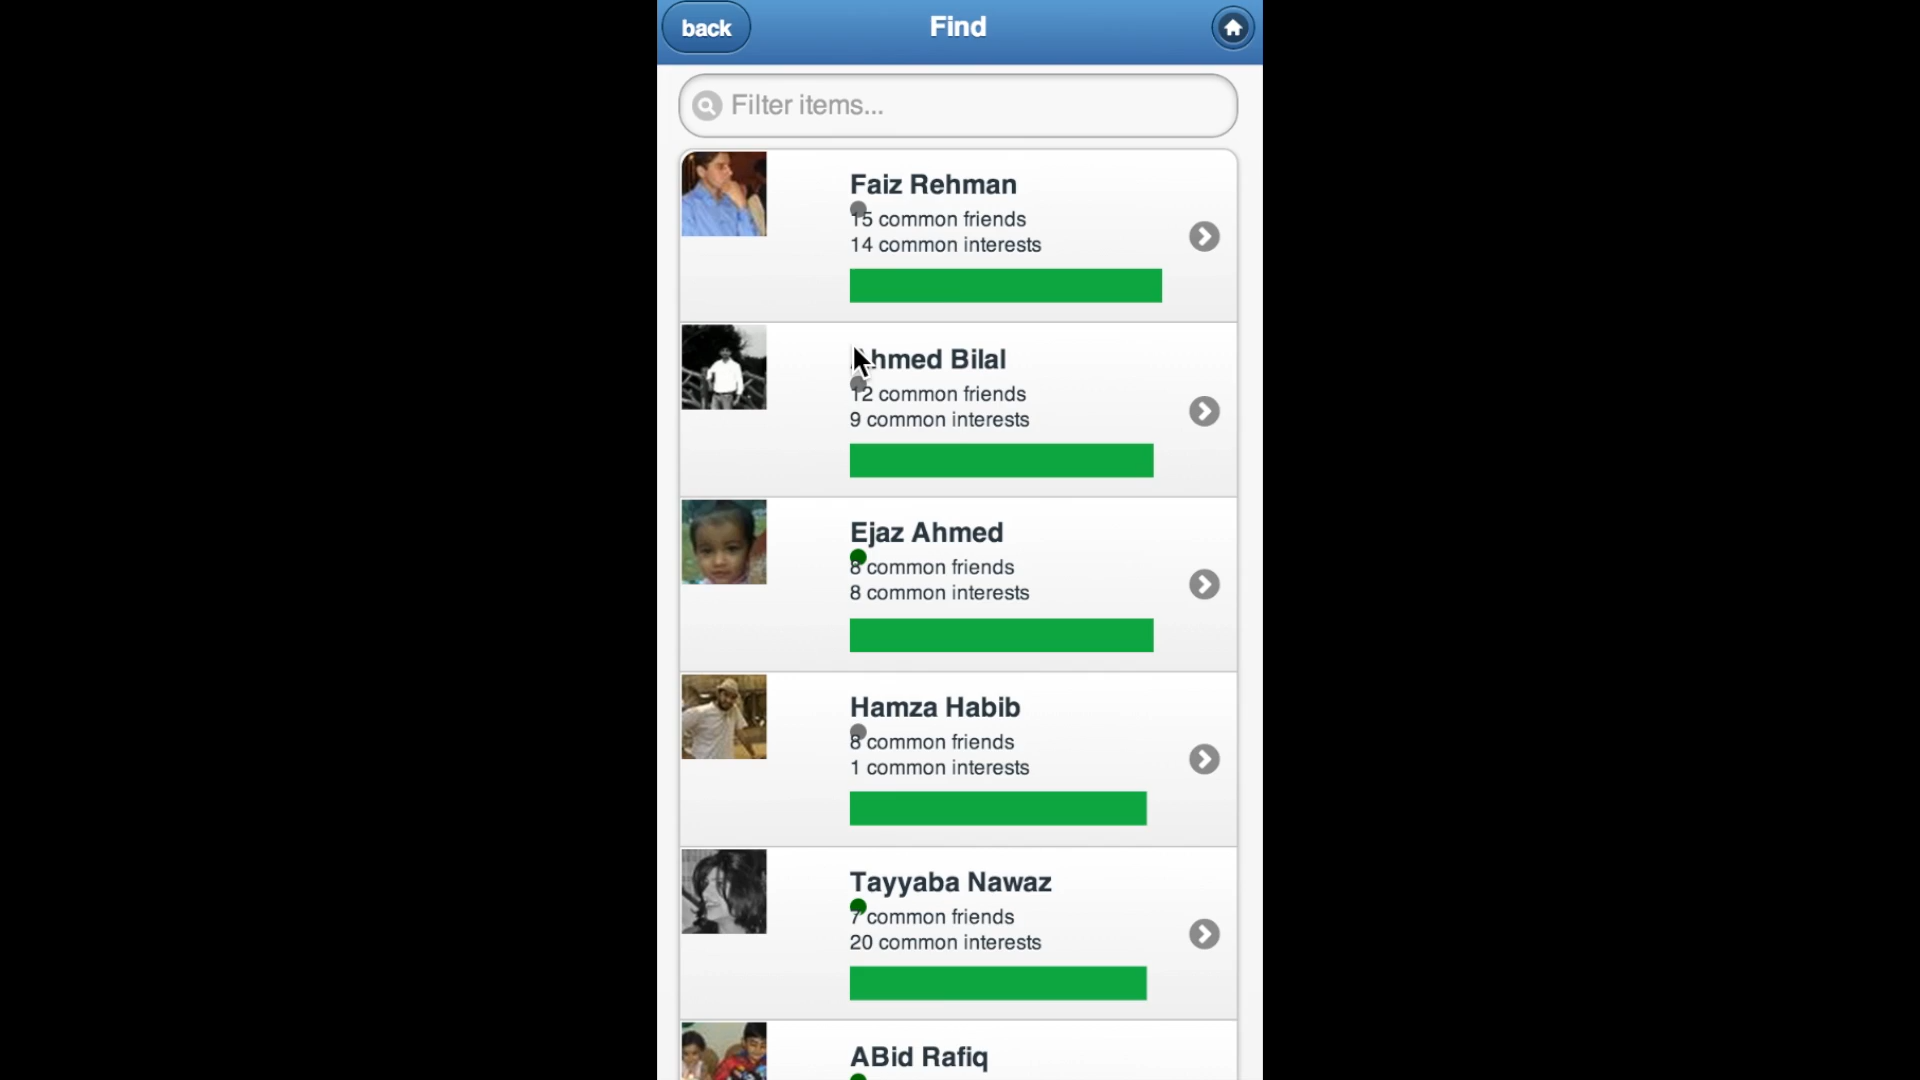 back
Find
Filter items...
Faiz Rehman
15 common friends
14 common interests
Ahmed Bilal
12 common friends
9 common interests
Ejaz Ahmed
8 common friends
8 common interests
Hamza Habib
8 common friends
1 common interests
Tayyaba Nawaz
7 common friends
20 common interests
ABid Rafiq